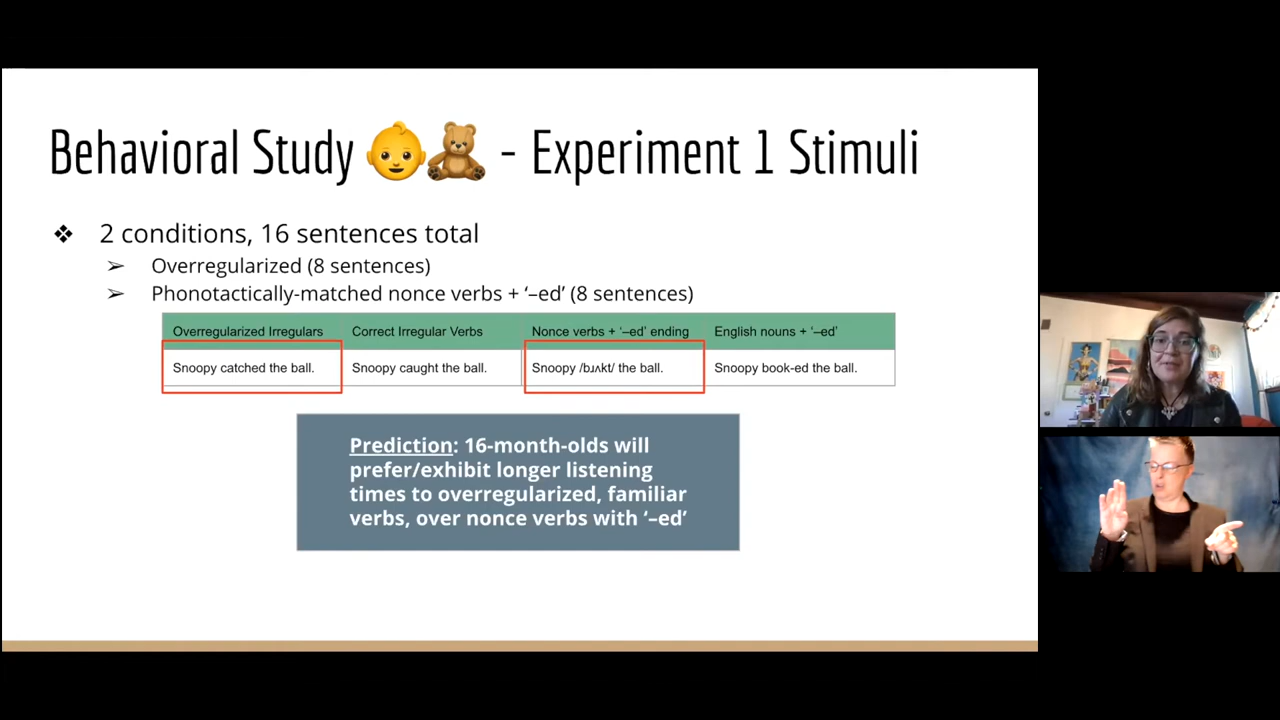 Behavioral Study 👶🧸 - Experiment 1 Stimuli
❖ 2 conditions, 16 sentences total
➢ Overregularized (8 sentences)
➢ Phonotactically-matched nonce verbs + ‘–ed’ (8 sentences)
Overregularized Irregulars Correct Irregular Verbs Nonce verbs + ‘–ed’ ending English nouns + ‘–ed’
Snoopy catched the ball. Snoopy caught the ball. Snoopy /bɹʌkt/ the ball. Snoopy book-ed the ball.
Prediction: 16-month-olds will
prefer/exhibit longer listening
times to overregularized, familiar
verbs, over nonce verbs with ‘–ed’